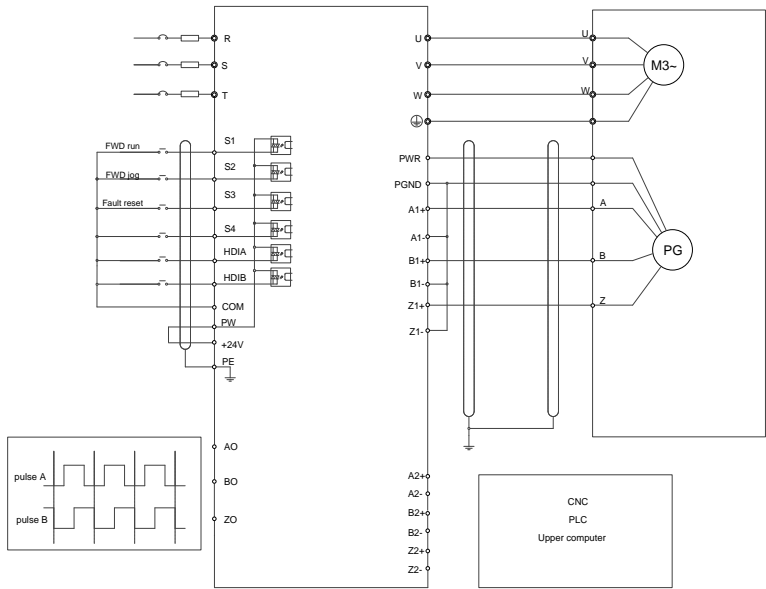 R
S
T
FWD run
FWD jog
Fault reset
S1
S2
S3
S4
HDIA
HDIB
COM
PW
+24V
PE
AO
BO
ZO
pulse A
pulse B
U
V
W
PWR
PGND
A1+
A1-
B1+
B1-
Z1+
Z1-
A2+
A2-
B2+
B2-
Z2+
Z2-
U
V
W
M3~
A
B
Z
PG
CNC
PLC
Upper computer